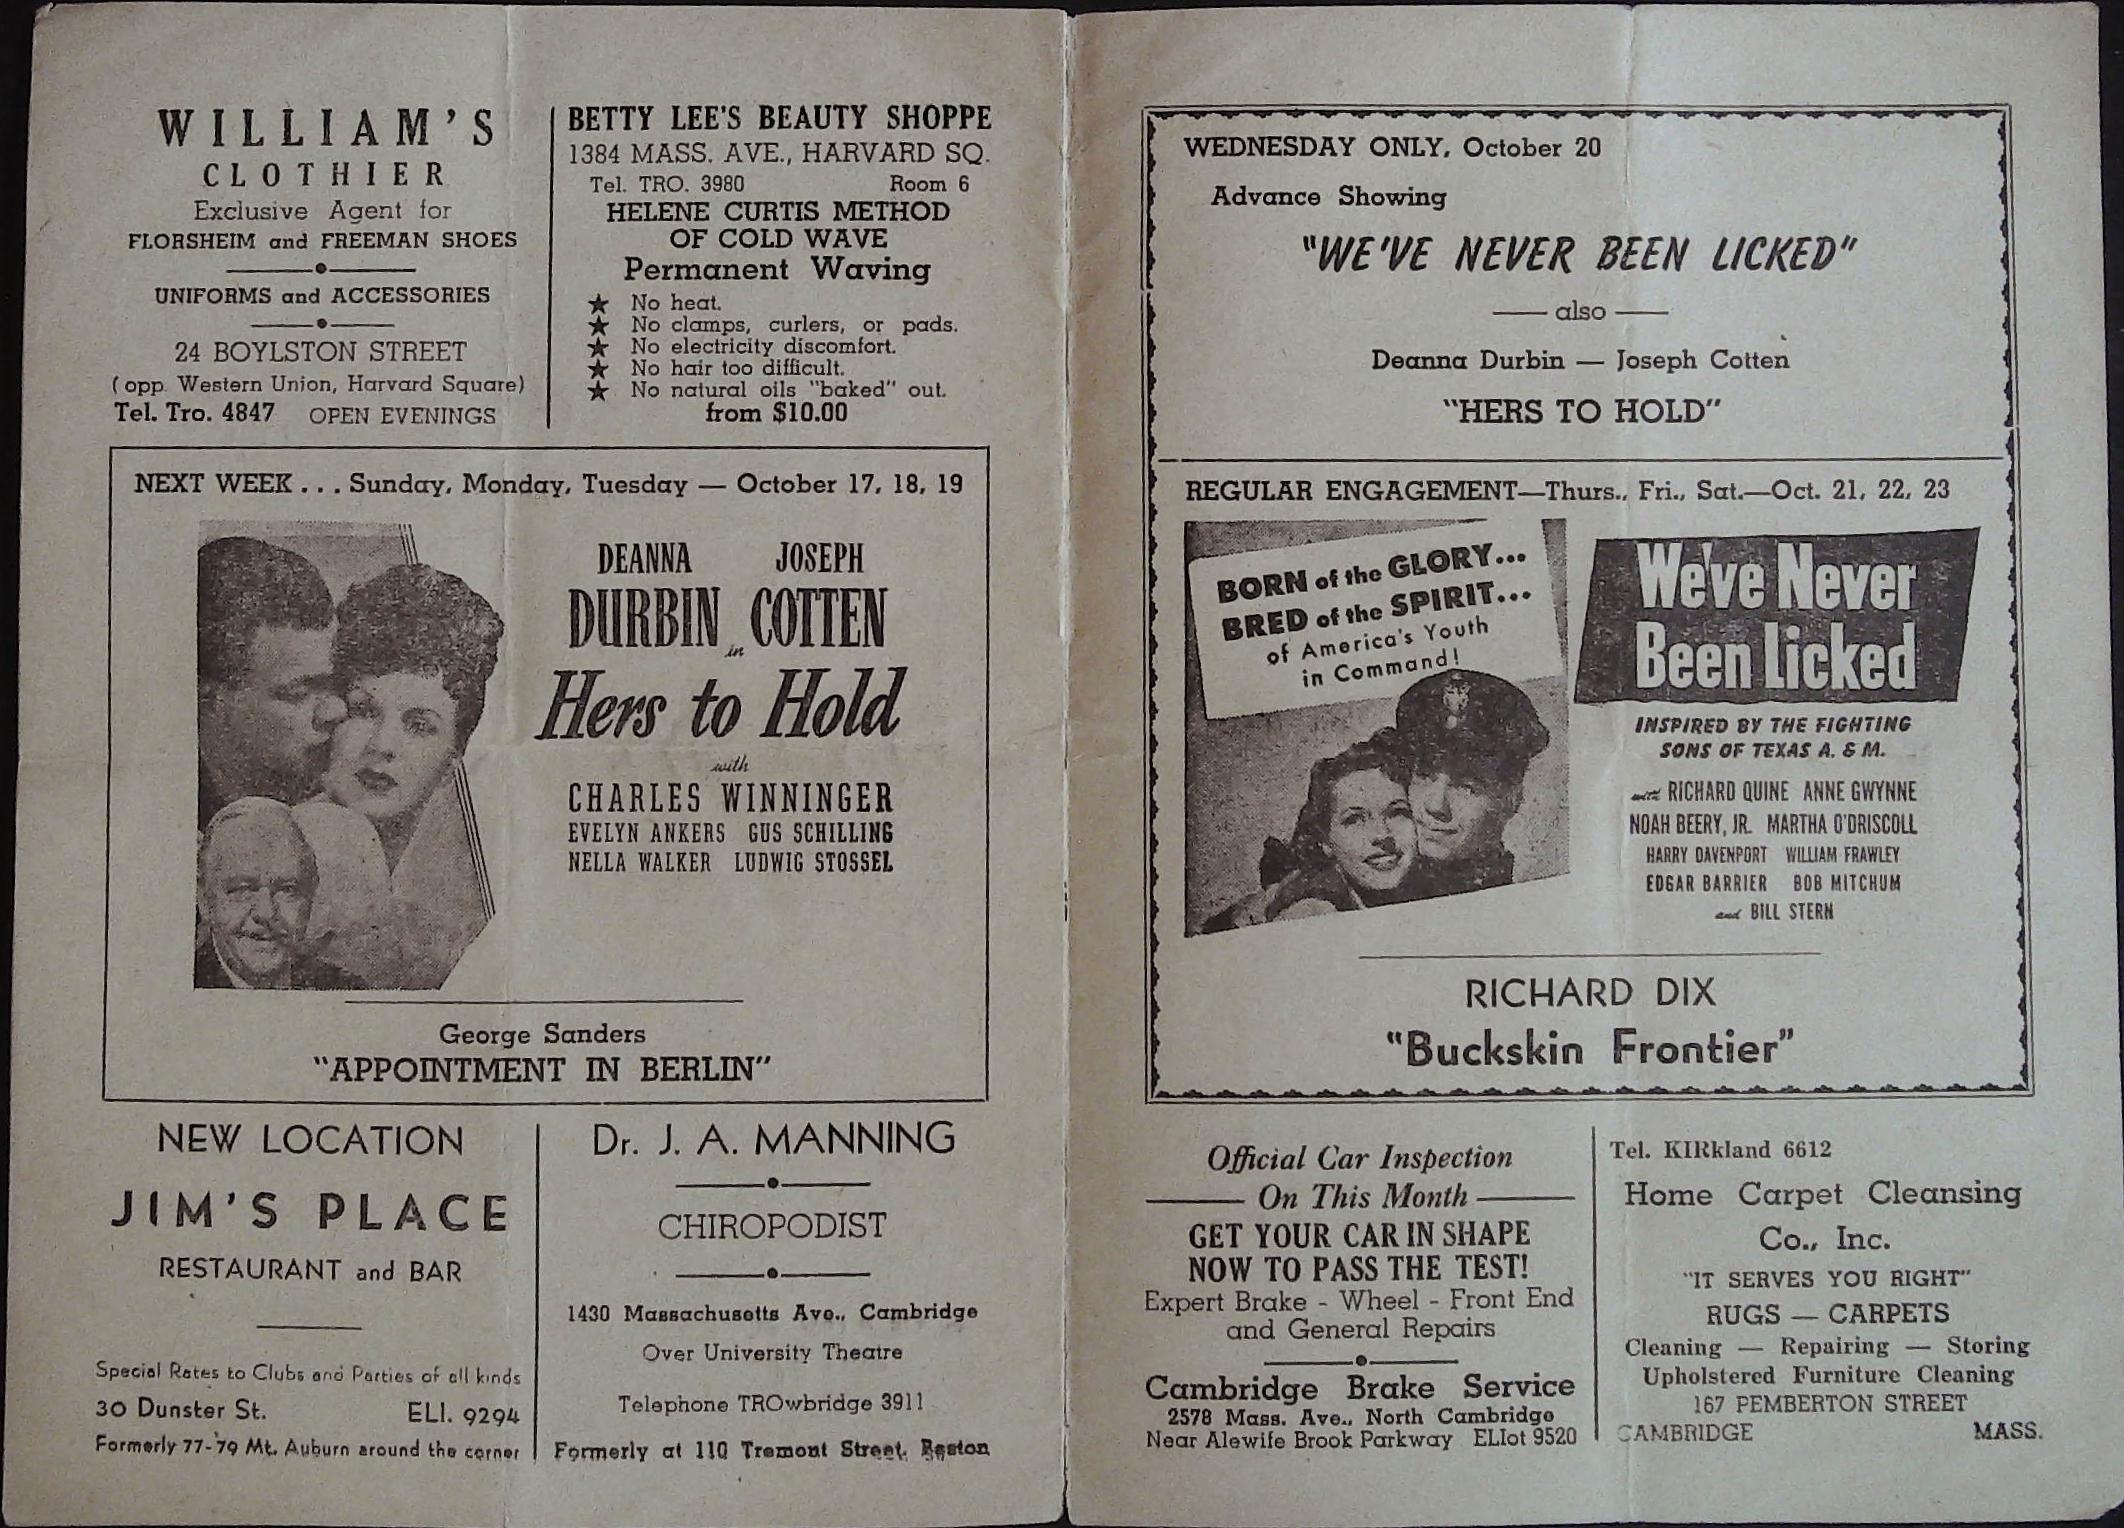 WILLIAM'S
CLOTHIER
Exclusive Agent for
FLORSHEIM and FREEMAN SHOES
UNIFORMS and ACCESSORIES
24 BOYLSTON STREET
(opp. Western Union, Harvard Square)
Tel. Tro. 4847 OPEN EVENINGS
BETTY LEE'S BEAUTY SHOPPE
1384 MASS. AVE., HARVARD SQ.
Tel. TRO. 3980 Room 6
HELENE CURTIS METHOD
OF COLD WAVE
Permanent Waving
★ No heat.
★ No clamps, curlers, or pads.
★ No electricity discomfort.
★ No hair too difficult.
★ No natural oils "baked" out.
from $10.00
NEXT WEEK . . . Sunday, Monday, Tuesday — October 17, 18, 19
DEANNA JOSEPH
DURBIN in COTTEN
Hers to Hold
with
CHARLES WINNINGER
EVELYN ANKERS GUS SCHILLING
NELLA WALKER LUDWIG STOSSEL
George Sanders
"APPOINTMENT IN BERLIN"
NEW LOCATION
JIM'S PLACE
RESTAURANT and BAR
Special Rates to Clubs and Parties of all kinds
30 Dunster St. ELI. 9294
Formerly 77-79 Mt. Auburn around the corner
Dr. J. A. MANNING
CHIROPODIST
1430 Massachusetts Ave., Cambridge
Over University Theatre
Telephone TROwbridge 3911
Formerly at 110 Tremont Street, Boston
WEDNESDAY ONLY, October 20
Advance Showing
"WE'VE NEVER BEEN LICKED"
— also —
Deanna Durbin — Joseph Cotten
"HERS TO HOLD"
REGULAR ENGAGEMENT—Thurs., Fri., Sat.—Oct. 21, 22, 23
BORN of the GLORY...
BRED of the SPIRIT...
of America's Youth
in Command!
We've Never
Been Licked
INSPIRED BY THE FIGHTING
SONS OF TEXAS A. & M.
with RICHARD QUINE ANNE GWYNNE
NOAH BEERY, JR. MARTHA O'DRISCOLL
HARRY DAVENPORT WILLIAM FRAWLEY
EDGAR BARRIER BOB MITCHUM
and BILL STERN
RICHARD DIX
"Buckskin Frontier"
Official Car Inspection
On This Month
GET YOUR CAR IN SHAPE
NOW TO PASS THE TEST!
Expert Brake - Wheel - Front End
and General Repairs
Cambridge Brake Service
2578 Mass. Ave., North Cambridge
Near Alewife Brook Parkway ELIot 9520
Tel. KIRkland 6612
Home Carpet Cleansing
Co., Inc.
"IT SERVES YOU RIGHT"
RUGS — CARPETS
Cleaning — Repairing — Storing
Upholstered Furniture Cleaning
167 PEMBERTON STREET
CAMBRIDGE MASS.